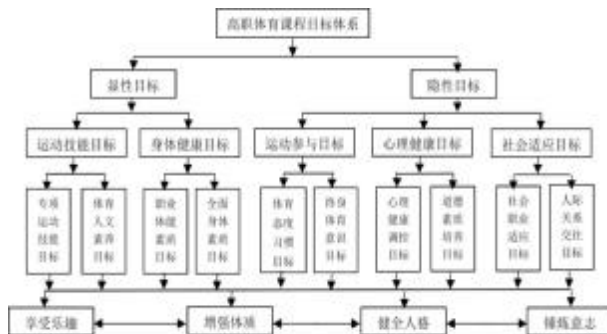 高职体育课程目标体系
显性目标
隐性目标
运动技能目标
身体健康目标
运动参与目标
心理健康目标
社会适应目标
专项运动技能目标
体育人文素养目标
职业体能素质目标
全面身体素质目标
体育态度习惯目标
终身体育意识目标
心理健康调控目标
道德素质培养目标
社会职业适应目标
人际关系交往目标
享受乐趣
增强体质
健全人格
锤炼意志